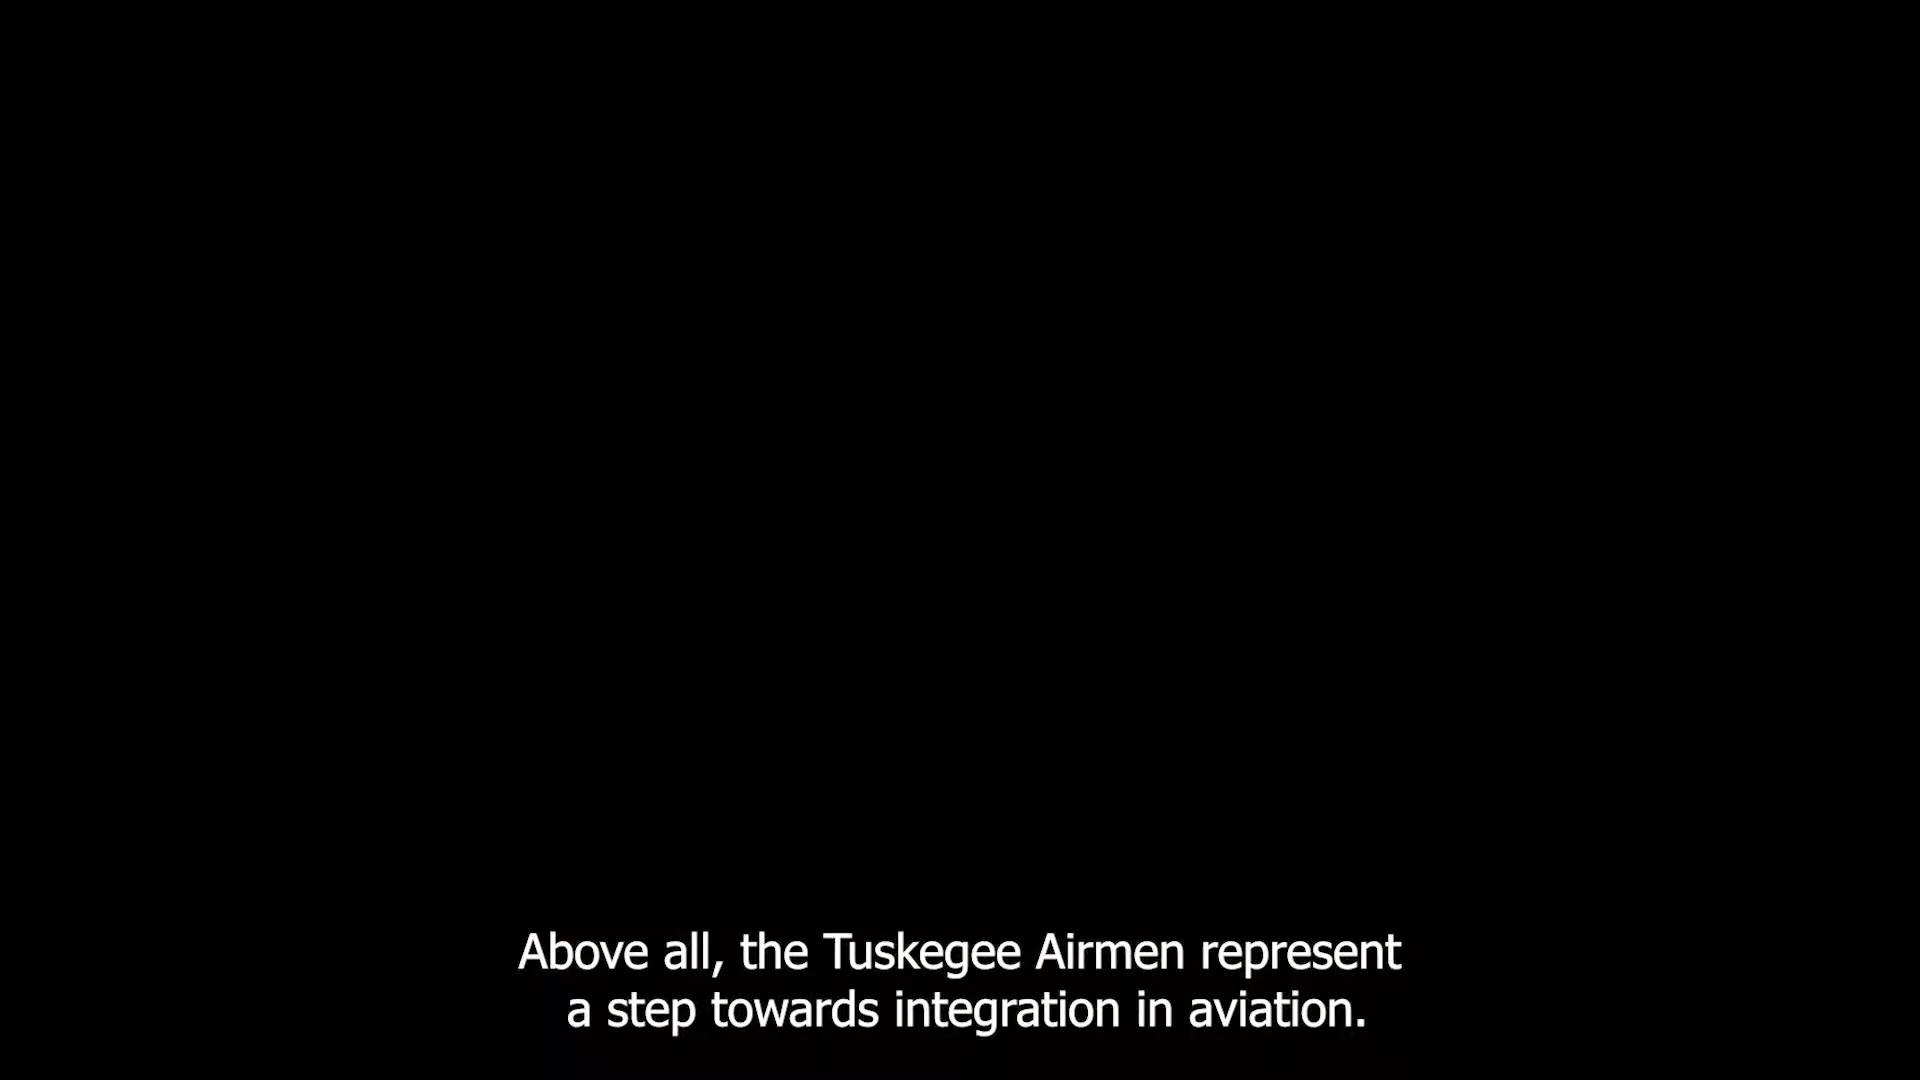 Above all, the Tuskegee Airmen represent
a step towards integration in aviation.